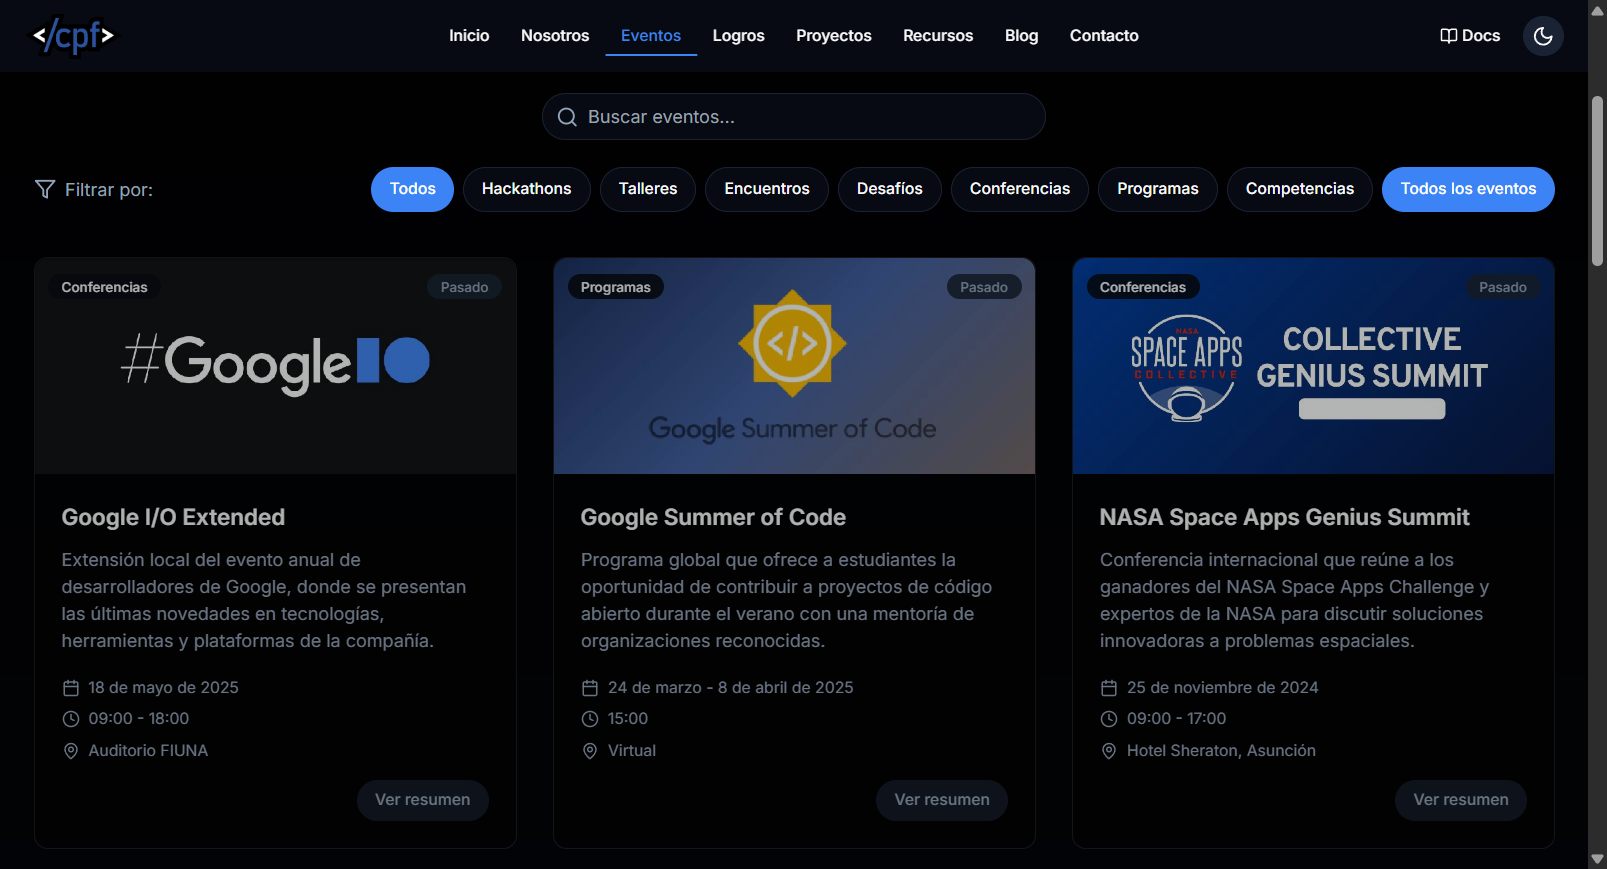 </cpf>
Inicio
Nosotros
Eventos
Logros
Proyectos
Recursos
Blog
Contacto
Docs
Buscar eventos...
Filtrar por:
Todos
Hackathons
Talleres
Encuentros
Desafíos
Conferencias
Programas
Competencias
Todos los eventos
Conferencias
Pasado
#Google IO
Google I/O Extended
Extensión local del evento anual de
desarrolladores de Google, donde se presentan
las últimas novedades en tecnologías,
herramientas y plataformas de la compañía.
18 de mayo de 2025
09:00 - 18:00
Auditorio FIUNA
Ver resumen
Programas
Pasado
</>
Google Summer of Code
Google Summer of Code
Programa global que ofrece a estudiantes la
oportunidad de contribuir a proyectos de código
abierto durante el verano con una mentoría de
organizaciones reconocidas.
24 de marzo - 8 de abril de 2025
15:00
Virtual
Ver resumen
Conferencias
Pasado
NASA
SPACE APPS
COLLECTIVE
COLLECTIVE
GENIUS SUMMIT
NASA Space Apps Genius Summit
Conferencia internacional que reúne a los
ganadores del NASA Space Apps Challenge y
expertos de la NASA para discutir soluciones
innovadoras a problemas espaciales.
25 de noviembre de 2024
09:00 - 17:00
Hotel Sheraton, Asunción
Ver resumen